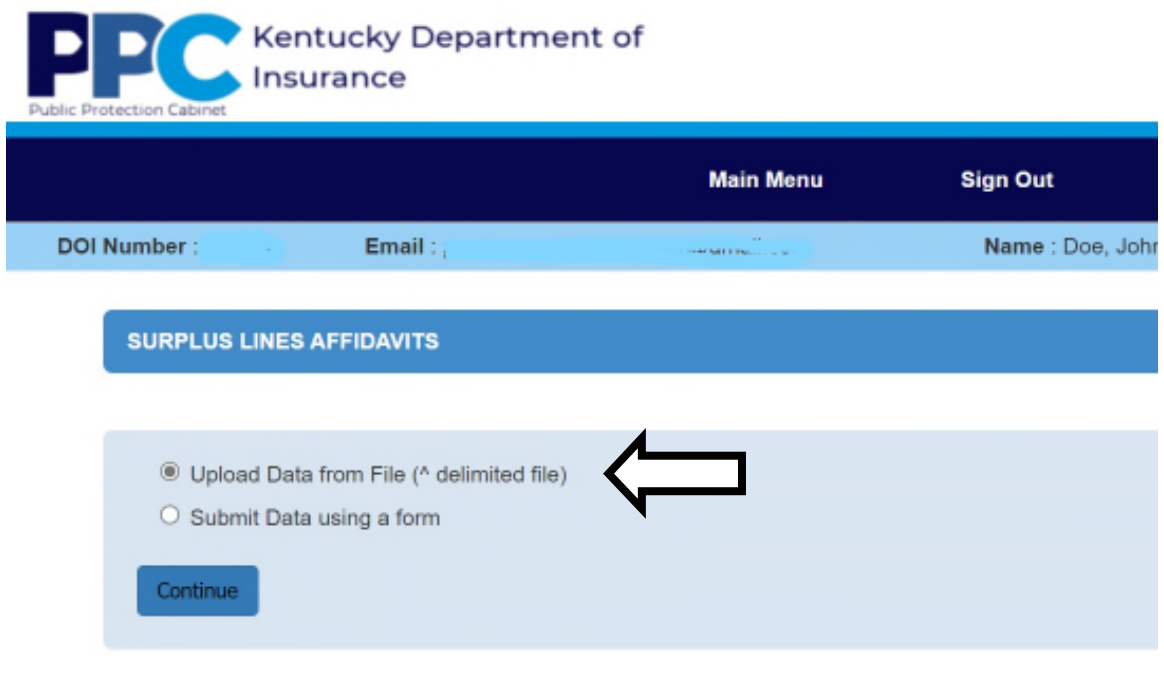 PPC
Kentucky Department of
Insurance
Public Protection Cabinet
Main Menu Sign Out
DOI Number : Email : Name : Doe, John
SURPLUS LINES AFFIDAVITS
Upload Data from File (^ delimited file)
Submit Data using a form
Continue